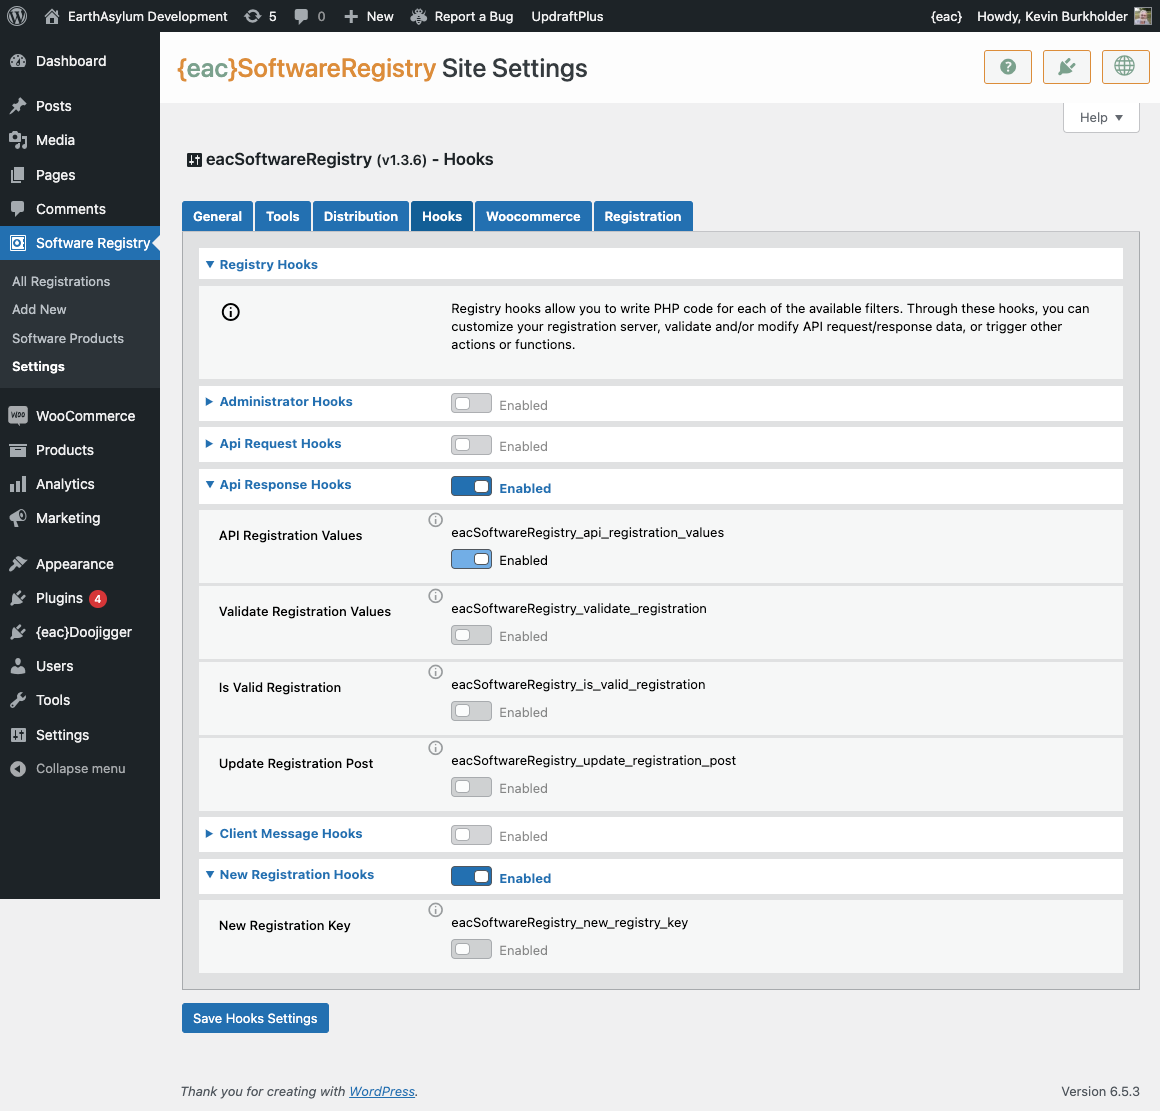 EarthAsylum Development 5 0 New Report a Bug UpdraftPlus {eac} Howdy, Kevin Burkholder
Dashboard
Posts
Media
Pages
Comments
Software Registry
All Registrations
Add New
Software Products
Settings
WooCommerce
Products
Analytics
Marketing
Appearance
Plugins 4
{eac}Doojigger
Users
Tools
Settings
Collapse menu
{eac}SoftwareRegistry Site Settings
Help
eacSoftwareRegistry (v1.3.6) - Hooks
General Tools Distribution Hooks Woocommerce Registration
Registry Hooks
Registry hooks allow you to write PHP code for each of the available filters. Through these hooks, you can
customize your registration server, validate and/or modify API request/response data, or trigger other
actions or functions.
Administrator Hooks Enabled
Api Request Hooks Enabled
Api Response Hooks Enabled
API Registration Values eacSoftwareRegistry_api_registration_values
Enabled
Validate Registration Values eacSoftwareRegistry_validate_registration
Enabled
Is Valid Registration eacSoftwareRegistry_is_valid_registration
Enabled
Update Registration Post eacSoftwareRegistry_update_registration_post
Enabled
Client Message Hooks Enabled
New Registration Hooks Enabled
New Registration Key eacSoftwareRegistry_new_registry_key
Enabled
Save Hooks Settings
Thank you for creating with WordPress. Version 6.5.3